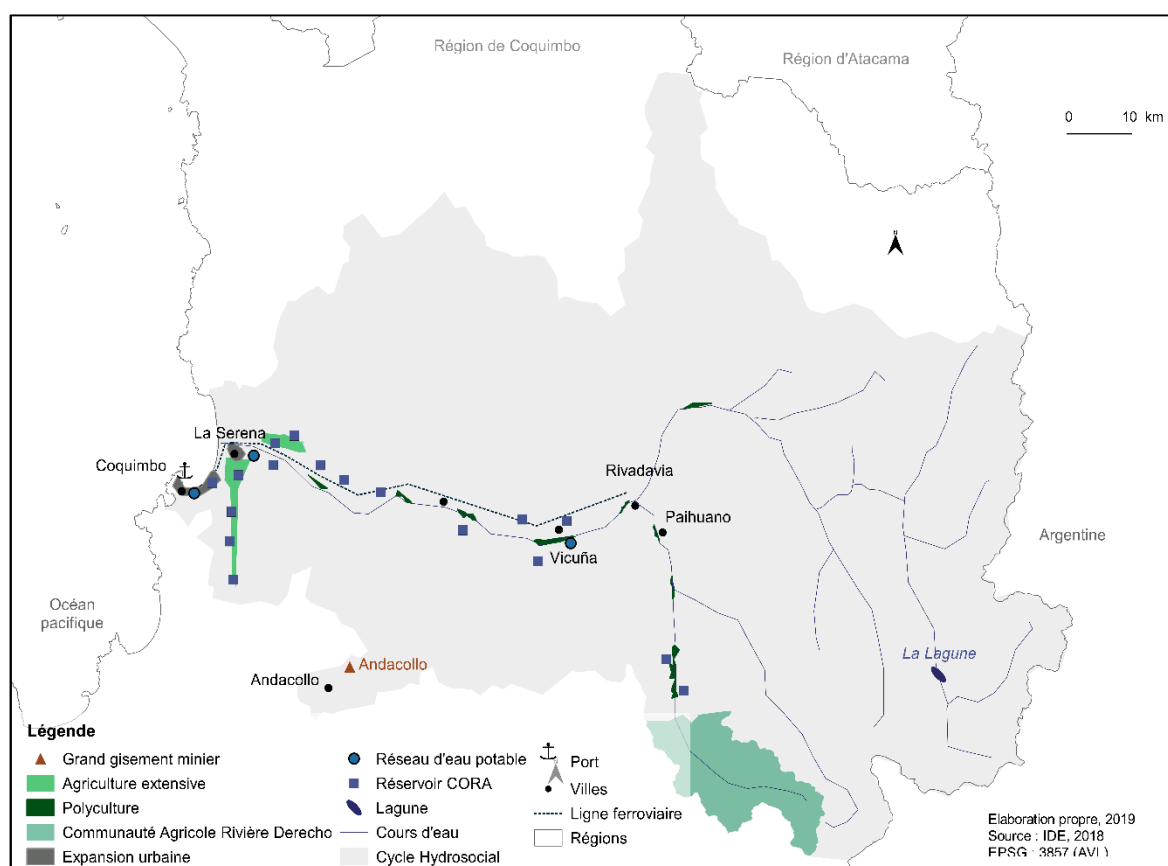 Région de Coquimbo
Région d'Atacama
0 10 km
N
La Serena
Coquimbo
Rivadavia
Paihuano
Vicuña
Argentine
Océan
pacifique
La Lagune
Andacollo
Andacollo
Légende
Grand gisement minier
Agriculture extensive
Polyculture
Communauté Agricole Rivière Derecho
Expansion urbaine
Réseau d'eau potable
Réservoir CORA
Lagune
Cours d'eau
Cycle Hydrosocial
Port
Villes
Ligne ferroviaire
Régions
Elaboration propre, 2019
Source : IDE, 2018
EPSG : 3857 (AVL)